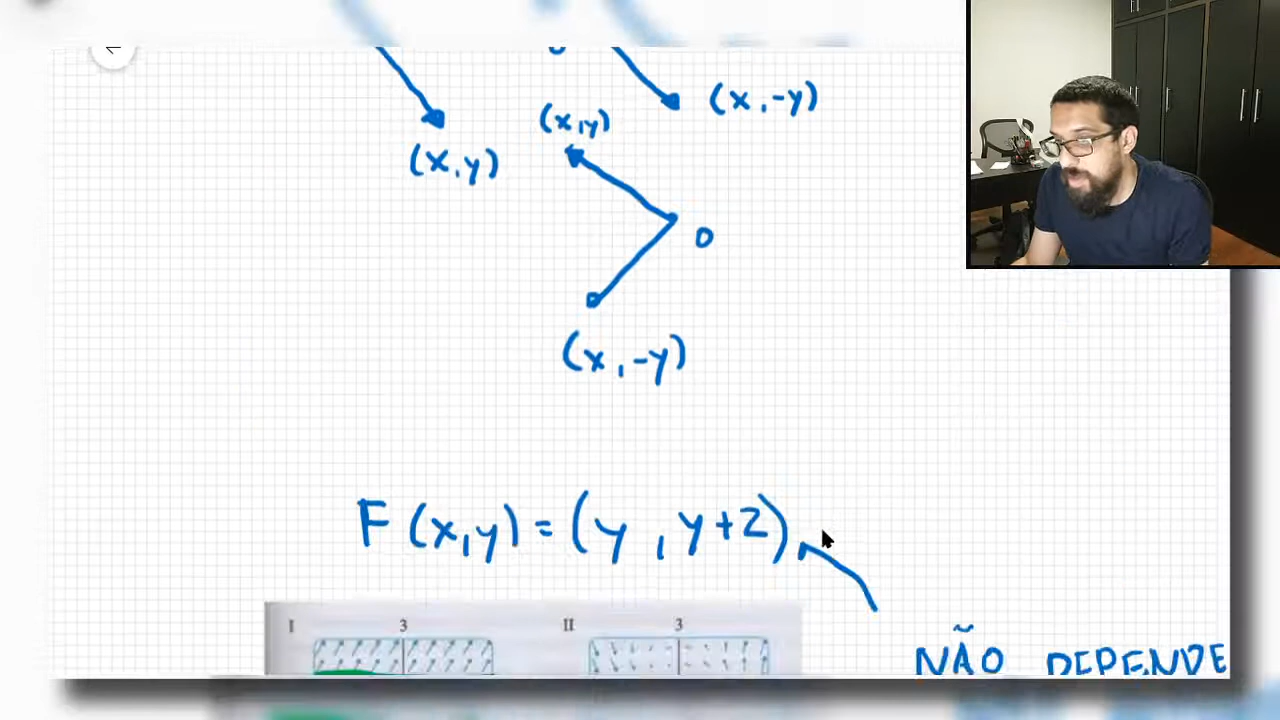 (x,-y)
(x,y)
(x,y)
0
(x,-y)
F(x,y)=(y,y+2)
I 3 II 3
NÃO DEPENDE